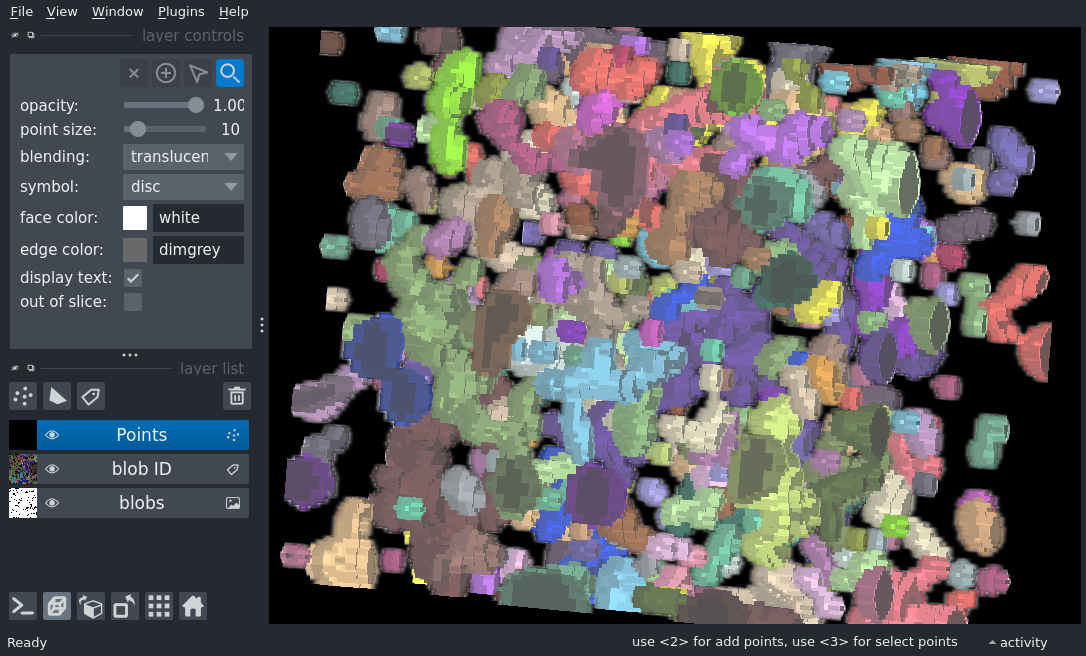 File View Window Plugins Help
layer controls
opacity: 1.00
point size: 10
blending: translucen
symbol: disc
face color: white
edge color: dimgrey
display text:
out of slice:
layer list
Points
blob ID
blobs
Ready
use <2> for add points, use <3> for select points
activity